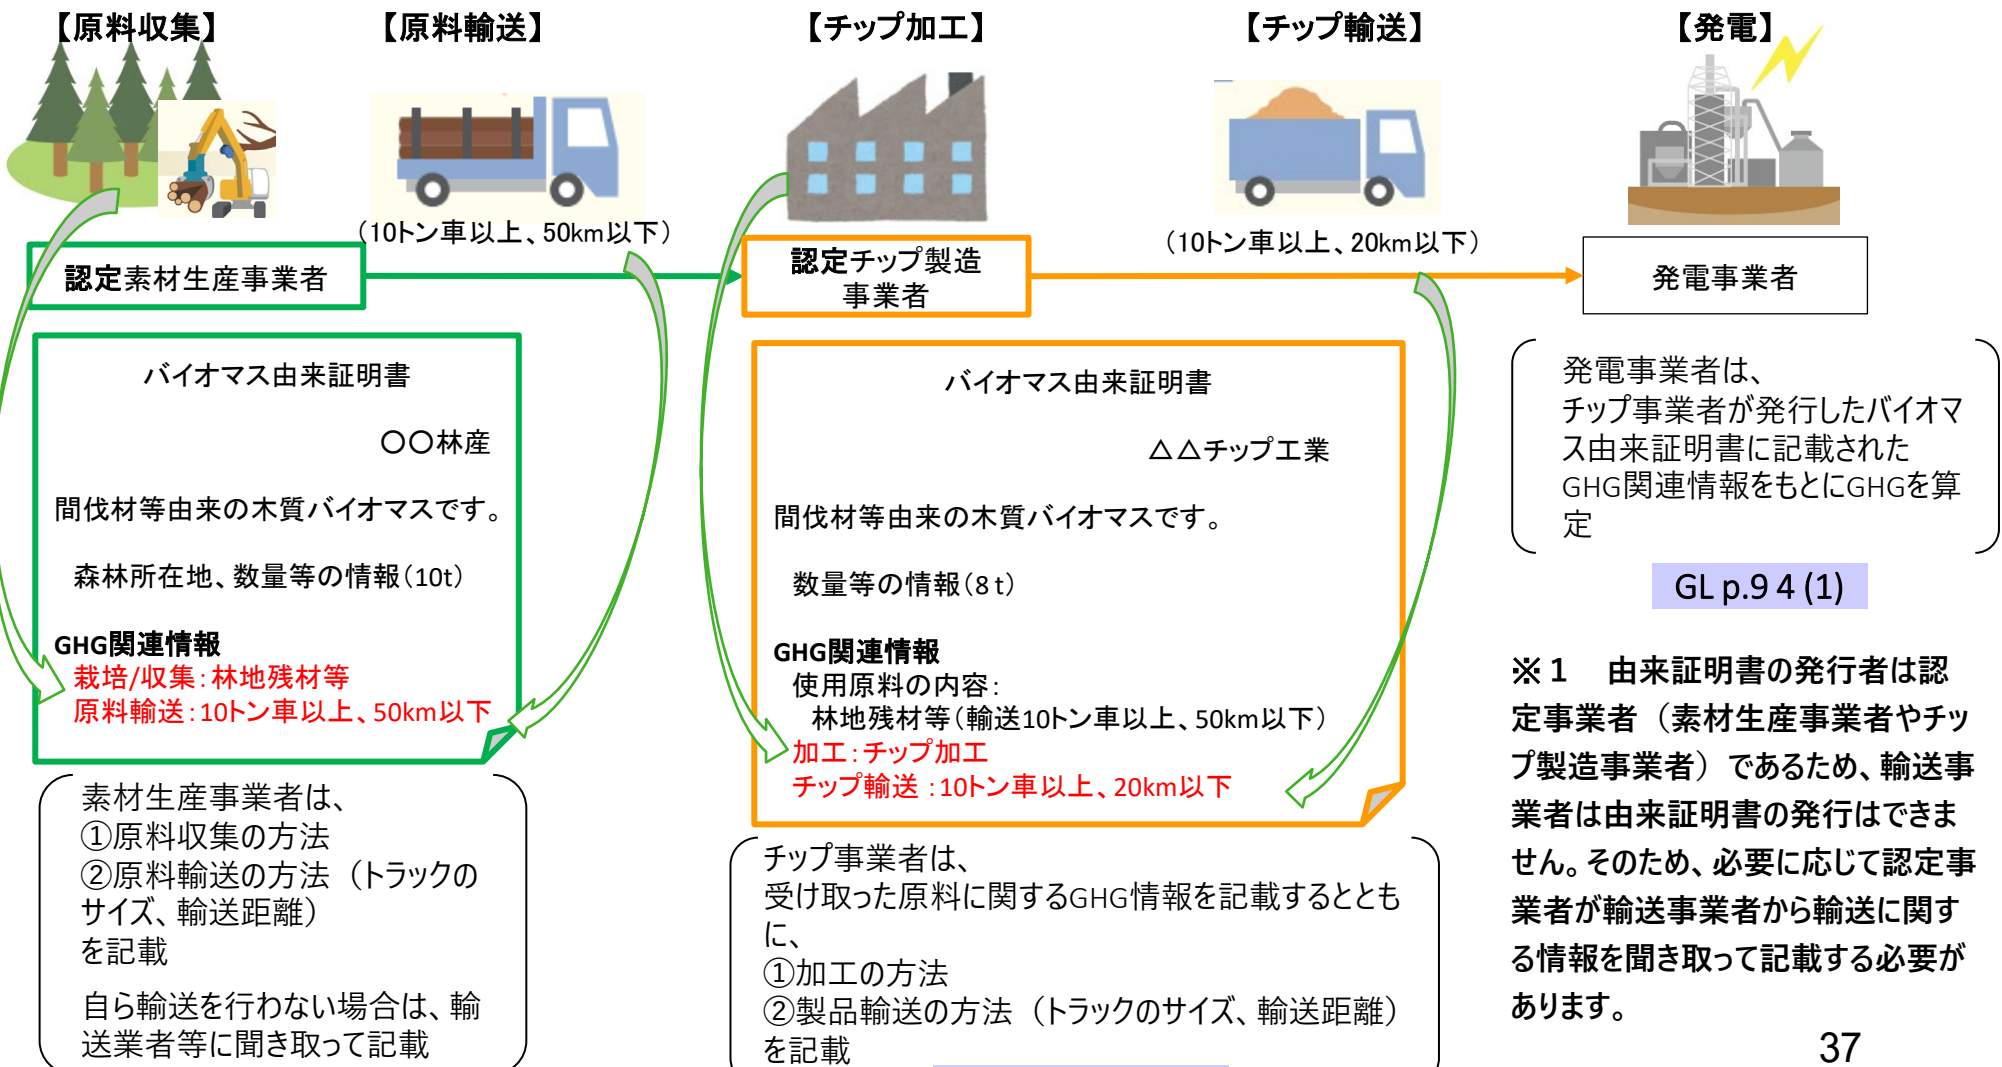 【原料収集】
【原料輸送】
【チップ加工】
【チップ輸送】
【発電】
（10トン車以上、50km以下）
（10トン車以上、20km以下）
認定素材生産事業者
認定チップ製造
事業者
発電事業者
バイオマス由来証明書
〇〇林産
間伐材等由来の木質バイオマスです。
森林所在地、数量等の情報（10t）
GHG関連情報
栽培/収集：林地残材等
原料輸送：10トン車以上、50km以下
素材生産事業者は、
①原料収集の方法
②原料輸送の方法（トラックの
サイズ、輸送距離）
を記載
自ら輸送を行わない場合は、輸
送業者等に聞き取って記載
バイオマス由来証明書
△△チップ工業
間伐材等由来の木質バイオマスです。
数量等の情報（8ｔ）
GHG関連情報
使用原料の内容：
林地残材等（輸送10トン車以上、50km以下）
加工：チップ加工
チップ輸送：10トン車以上、20km以下
チップ事業者は、
受け取った原料に関するGHG情報を記載するととも
に、
①加工の方法
②製品輸送の方法（トラックのサイズ、輸送距離）
を記載
発電事業者は、
チップ事業者が発行したバイオマ
ス由来証明書に記載された
GHG関連情報をもとにGHGを算
定
GL p.9 4 (1)
※１　由来証明書の発行者は認
定事業者（素材生産事業者やチッ
プ製造事業者）であるため、輸送事
業者は由来証明書の発行はできま
せん。そのため、必要に応じて認定事
業者が輸送事業者から輸送に関す
る情報を聞き取って記載する必要が
あります。
37